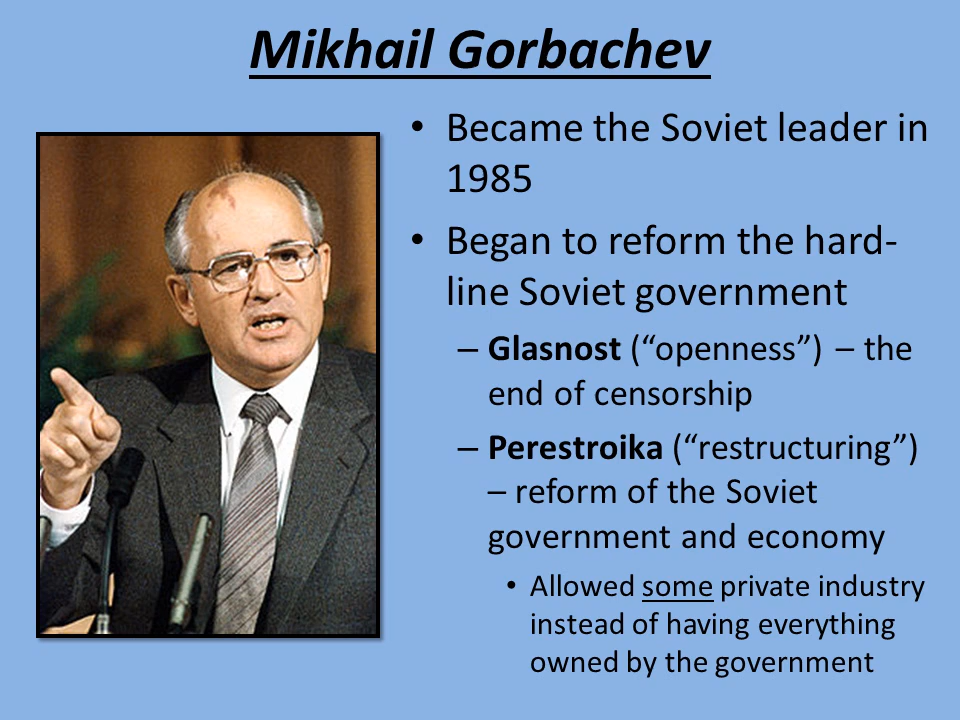 Mikhail Gorbachev
• Became the Soviet leader in
1985
• Began to reform the hard-
line Soviet government
– Glasnost (“openness”) – the
end of censorship
– Perestroika (“restructuring”)
– reform of the Soviet
government and economy
• Allowed some private industry
instead of having everything
owned by the government